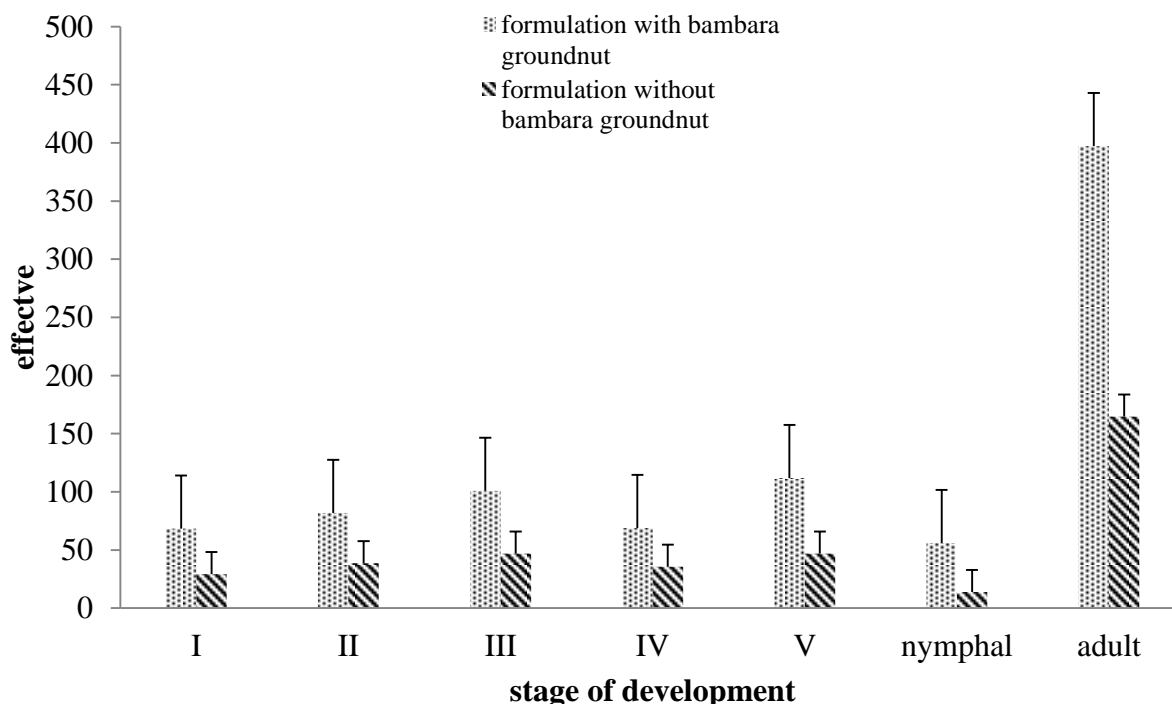 500
450
400
350
300
250
200
150
100
50
0
effectve
formulation with bambara
groundnut
formulation without
bambara groundnut
I II III IV V nymphal adult
stage of development